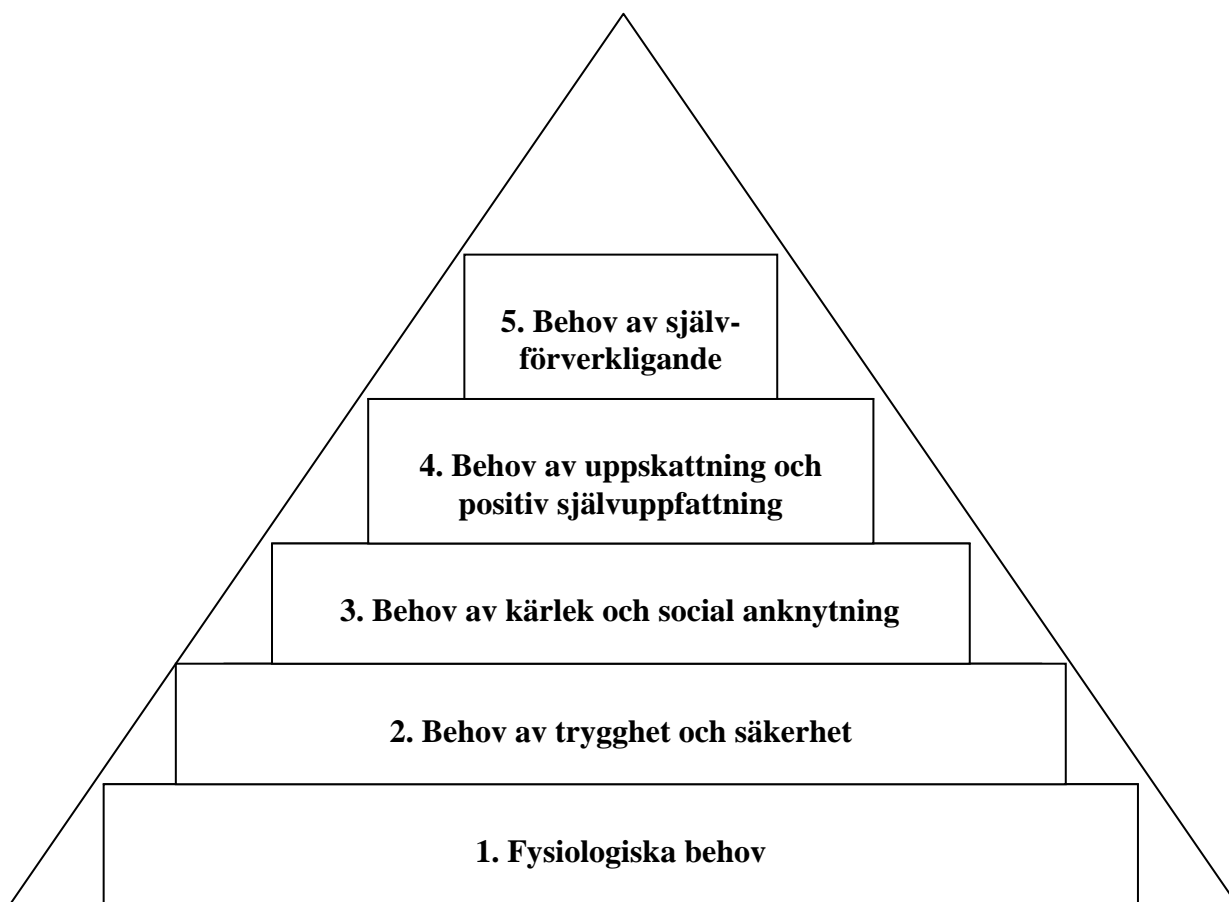 5. Behov av själv-
förverkligande
4. Behov av uppskattning och
positiv självuppfattning
3. Behov av kärlek och social anknytning
2. Behov av trygghet och säkerhet
1. Fysiologiska behov